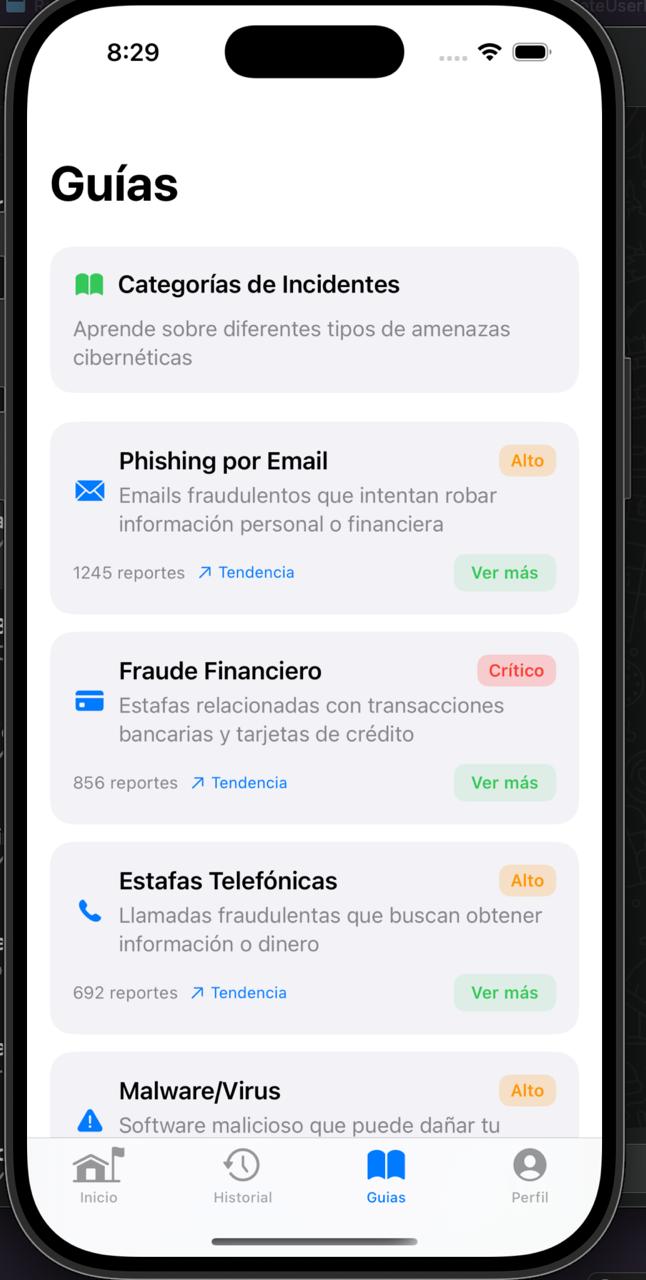 8:29
Guías
Categorías de Incidentes
Aprende sobre diferentes tipos de amenazas
cibernéticas
Phishing por Email
Alto
Emails fraudulentos que intentan robar
información personal o financiera
1245 reportes
Tendencia
Ver más
Fraude Financiero
Crítico
Estafas relacionadas con transacciones
bancarias y tarjetas de crédito
856 reportes
Tendencia
Ver más
Estafas Telefónicas
Alto
Llamadas fraudulentas que buscan obtener
información o dinero
692 reportes
Tendencia
Ver más
Malware/Virus
Alto
Software malicioso que puede dañar tu
Inicio
Historial
Guias
Perfil